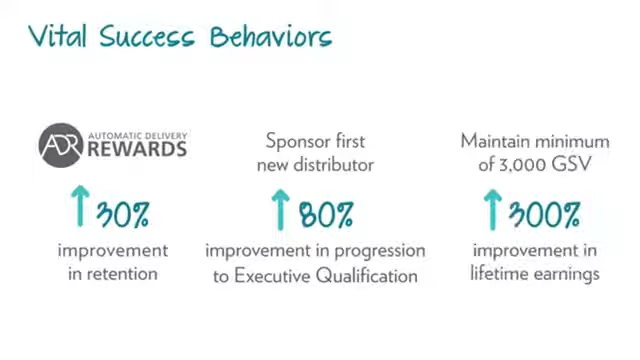 Vital Success Behaviors
ADR AUTOMATIC DELIVERY
REWARDS
30%
improvement
in retention
Sponsor first
new distributor
80%
improvement in progression
to Executive Qualification
Maintain minimum
of 3,000 GSV
300%
improvement in
lifetime earnings